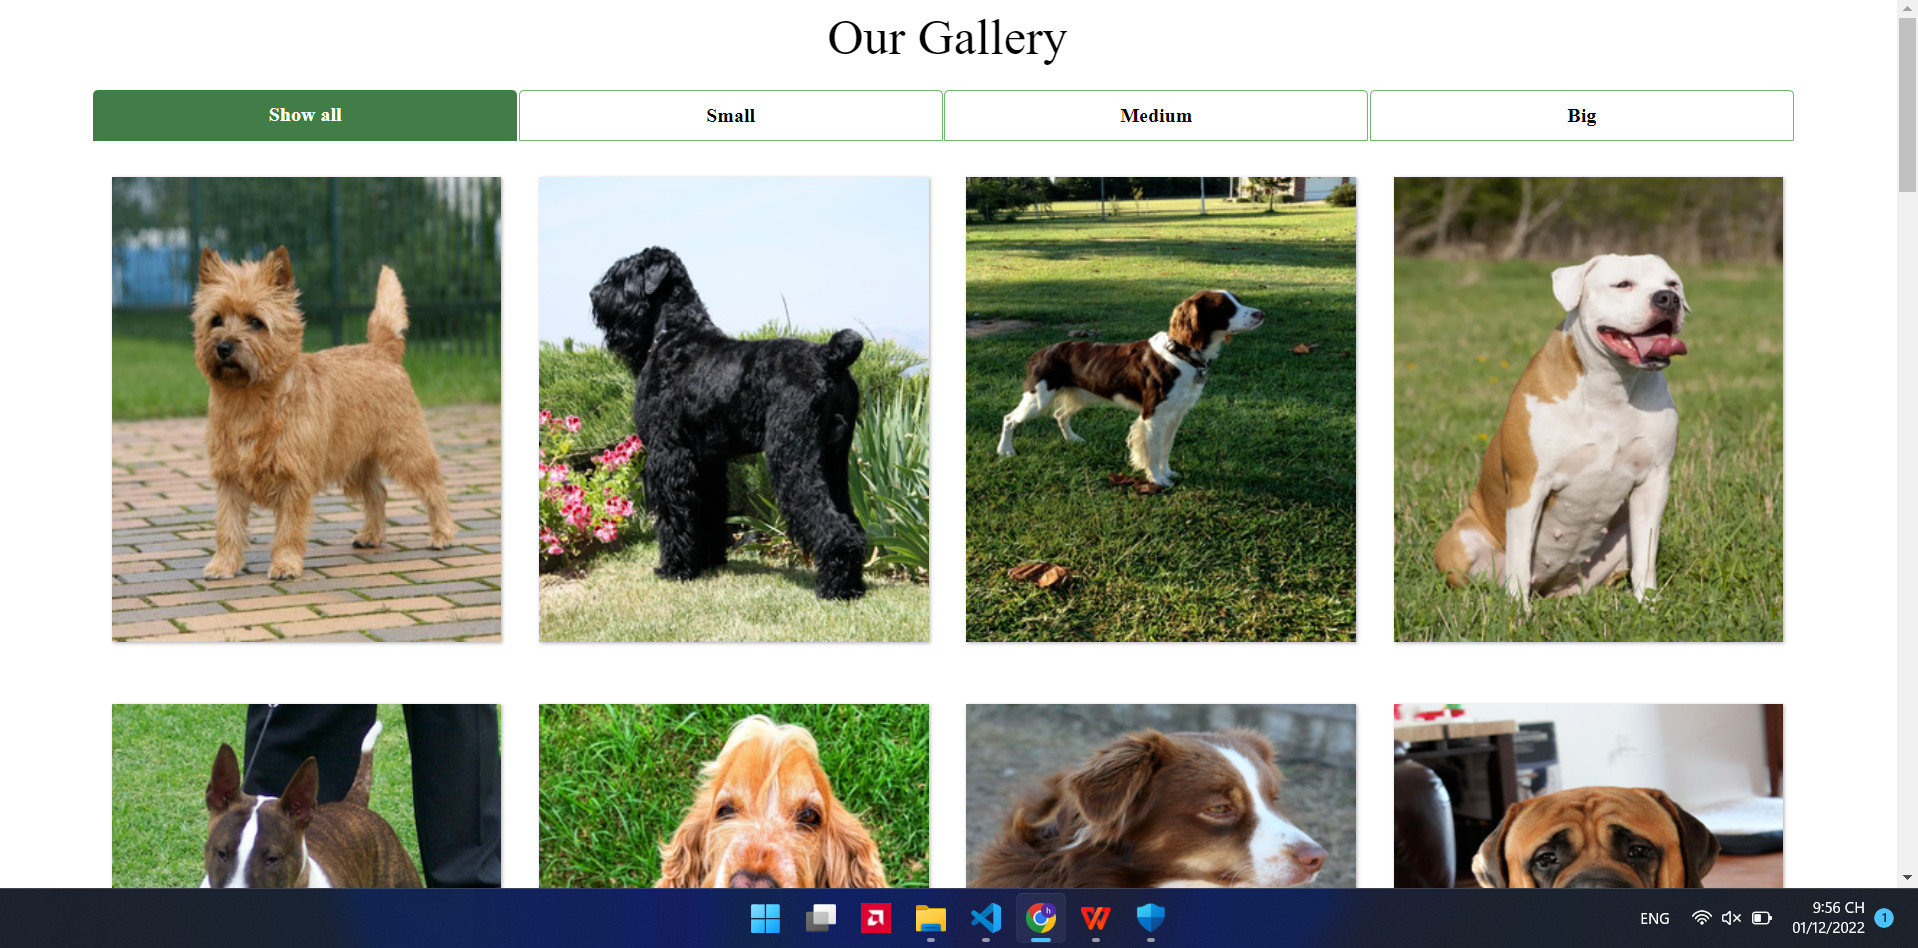 Our Gallery
Show all
Small
Medium
Big
ENG
9:56 CH
01/12/2022
1